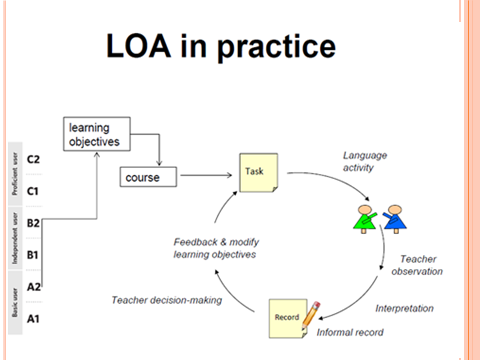 LOA in practice
learning
objectives
course
Task
Language
activity
Teacher
observation
Interpretation
Informal record
Record
Teacher decision-making
Feedback & modify
learning objectives
Proficient user
C2
C1
Independent user
B2
B1
Basic user
A2
A1